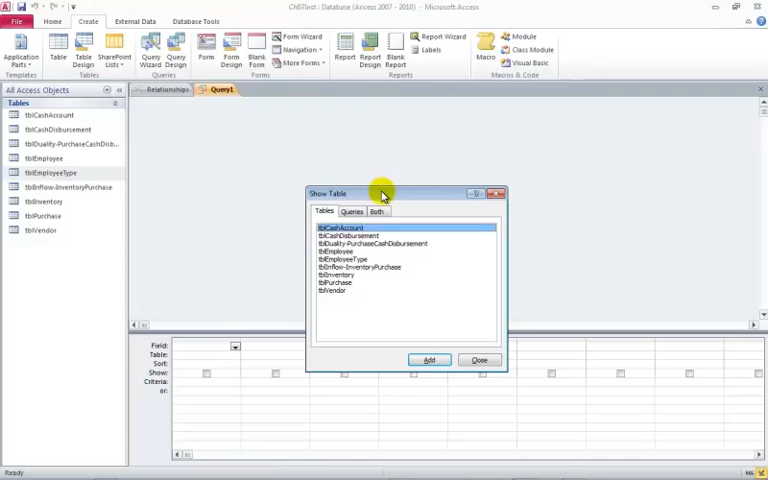 Ch07Inst : Database (Access 2007 - 2010) - Microsoft Access
File Home Create External Data Database Tools
Application Parts
Table
Table Design
SharePoint Lists
Query Wizard
Query Design
Form
Form Design
Blank Form
Form Wizard
Navigation
More Forms
Report
Report Design
Blank Report
Report Wizard
Labels
Macro
Module
Class Module
Visual Basic
Templates Tables Queries Forms Reports Macros & Code
All Access Objects
Relationships Query1
Tables
tblCashAccount
tblCashDisbursement
tblDuality-PurchaseCashDisb...
tblEmployee
tblEmployeeType
tblInflow-InventoryPurchase
tblInventory
tblPurchase
tblVendor
Show Table
Tables Queries Both
tblCashAccount
tblCashDisbursement
tblDuality-PurchaseCashDisbursement
tblEmployee
tblEmployeeType
tblInflow-InventoryPurchase
tblInventory
tblPurchase
tblVendor
Add Close
Field:
Table:
Sort:
Show:
Criteria:
or:
Ready